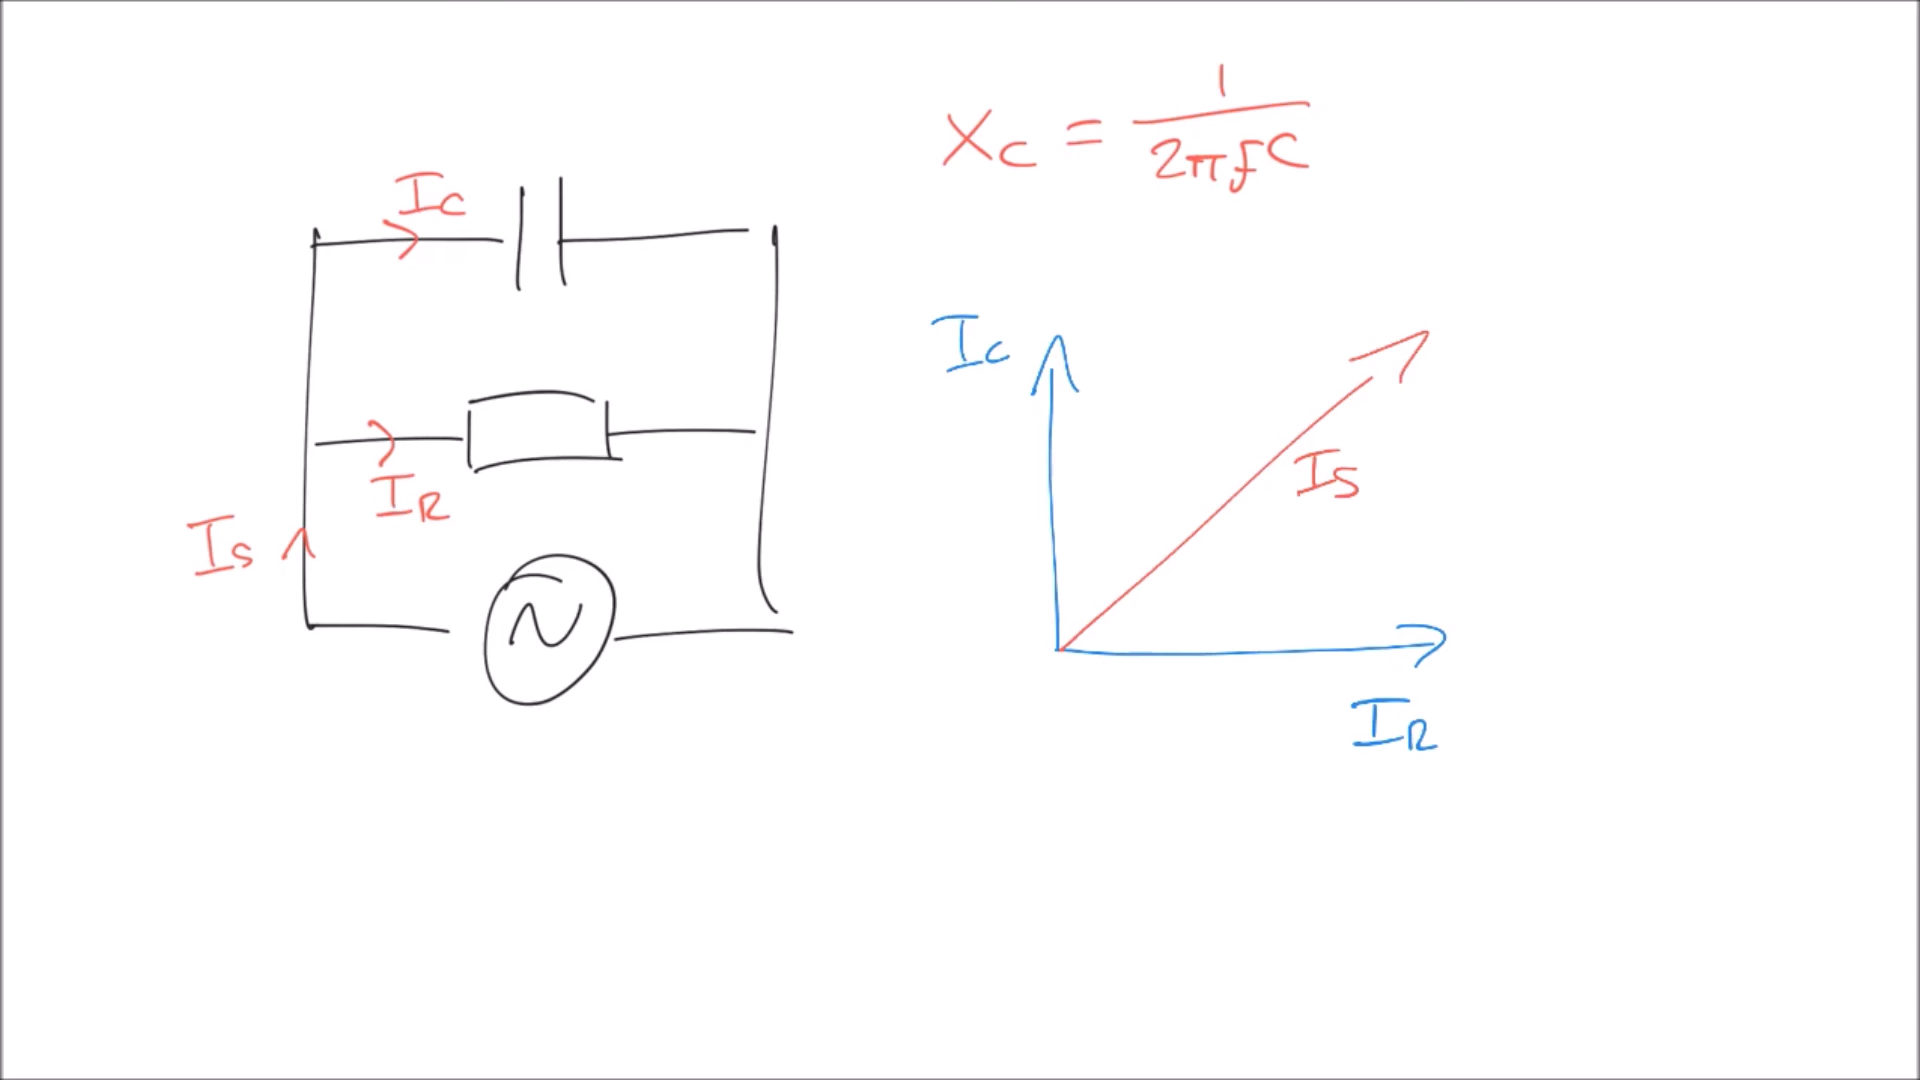 Xc = 1/2πfC
Ic
IR
Is
Ic
Is
IR